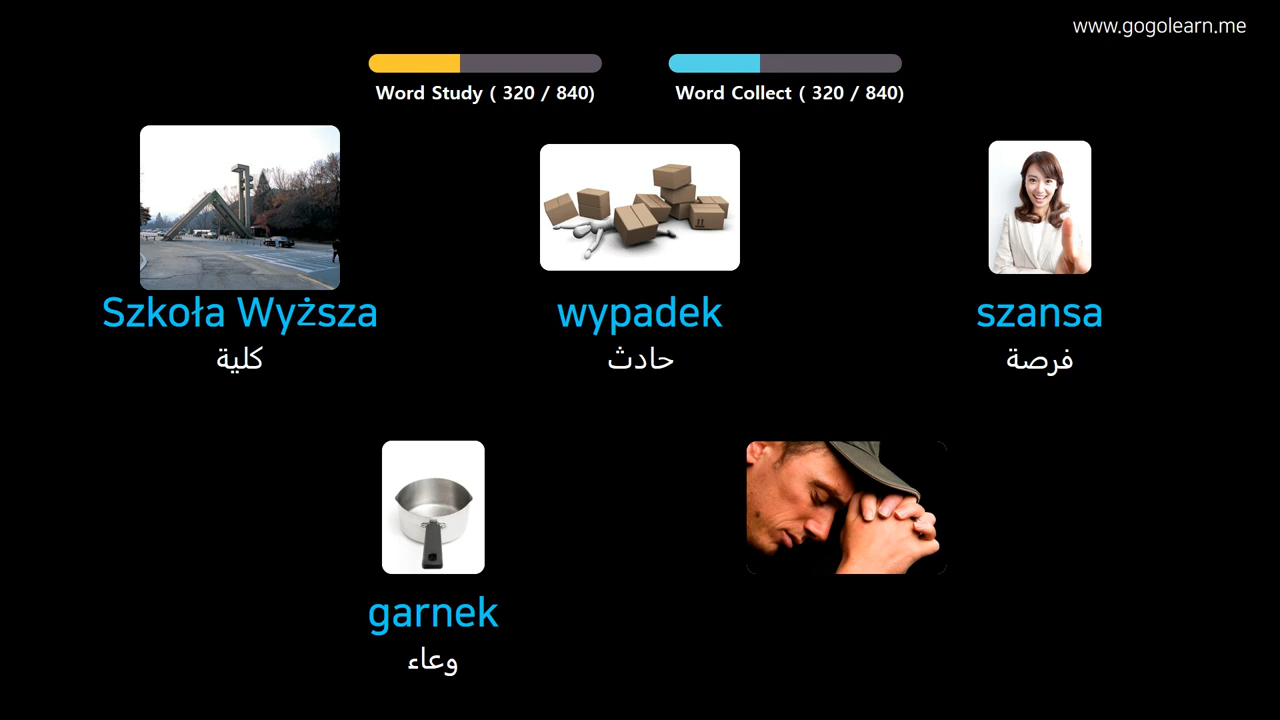 www.gogolearn.me
Word Study ( 320 / 840)
Word Collect ( 320 / 840)
Szkoła Wyższa
كلية
wypadek
حادث
szansa
فرصة
garnek
وعاء